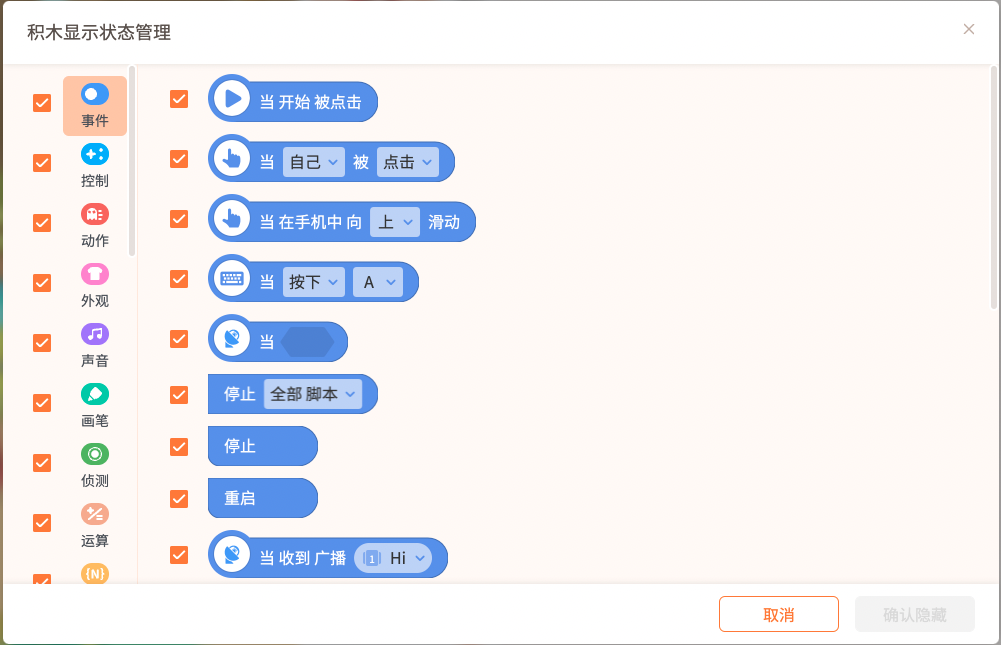 积木显示状态管理
事件
控制
动作
外观
声音
画笔
侦测
运算
{N}
当 开始 被点击
当 自己 被 点击
当 在手机中 向 上 滑动
当 按下 A
当
停止 全部 脚本
停止
重启
当 收到 广播 1 Hi
取消
确认隐藏